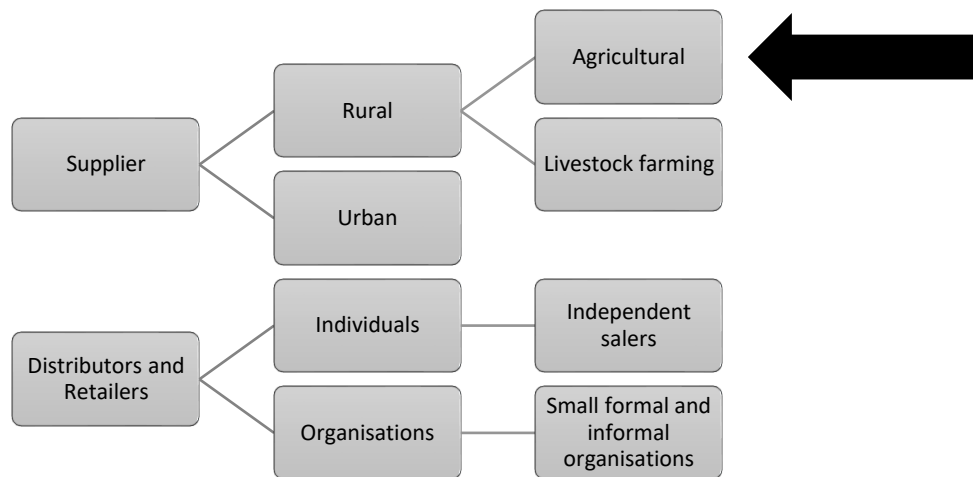 Agricultural
Rural
Supplier
Livestock farming
Urban
Individuals
Independent
salers
Distributors and
Retailers
Organisations
Small formal and
informal
organisations